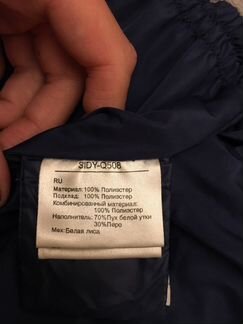 SIDY-Q508
RU
Материал: 100% Полиэстер
Подклад: 100% Полиэстер
Комбинированный материал:
100% Полиэстер
Наполнитель: 70%Пух белой утки
30%Перо
Мех:Белая лиса